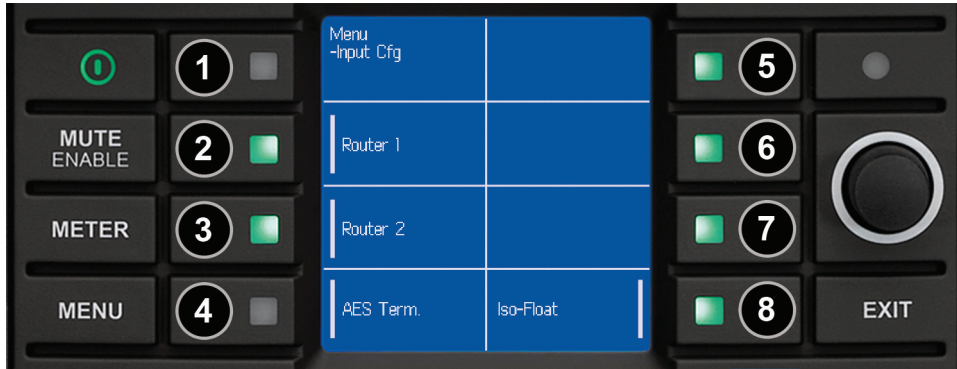 1
Menu
-Input Cfg
5
MUTE
ENABLE
2
Router 1
6
METER
3
Router 2
7
MENU
4
AES Term.
Iso-Float
8
EXIT